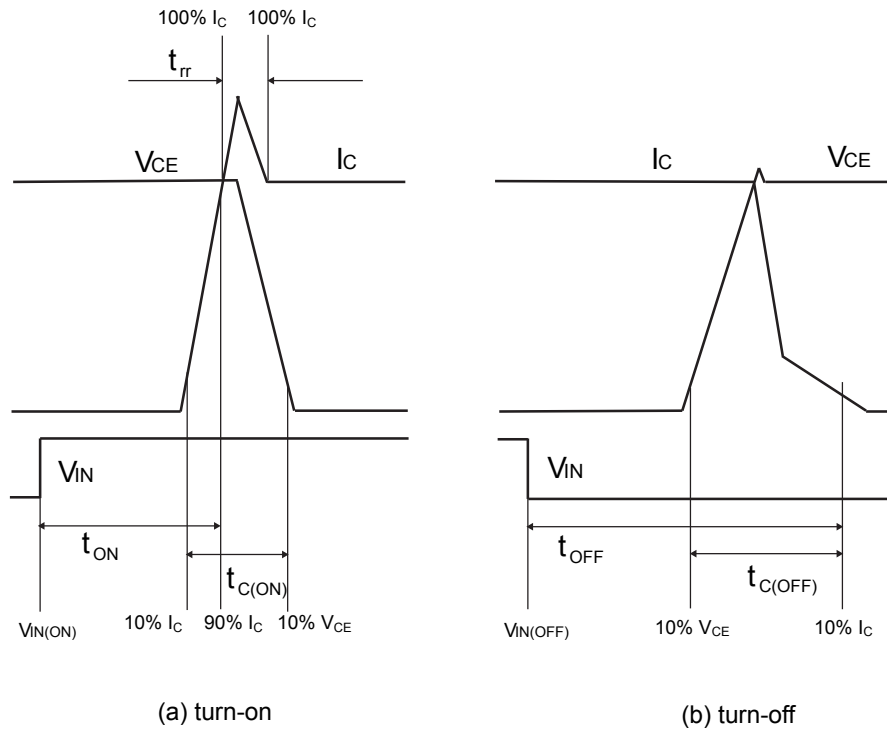 100% IC 100% IC
trr
VCE IC
IC VCE
VIN
VIN
tON
tOFF
tC(ON)
tC(OFF)
VIN(ON) 10% IC 90% IC 10% VCE
VIN(OFF) 10% VCE 10% IC
(a) turn-on
(b) turn-off